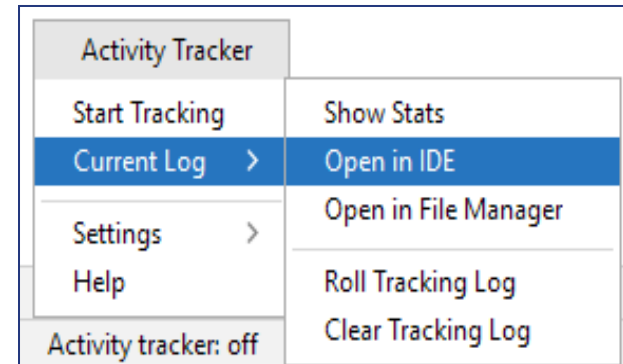 Activity Tracker
Start Tracking
Current Log >
Settings >
Help
Activity tracker: off
Show Stats
Open in IDE
Open in File Manager
Roll Tracking Log
Clear Tracking Log